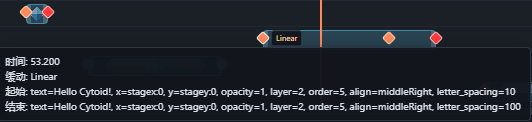 Linear
时间: 53.200
缓动: Linear
起始: text=Hello Cytoid!, x=stagex:0, y=stagey:0, opacity=1, layer=2, order=5, align=middleRight, letter_spacing=10
结束: text=Hello Cytoid!, x=stagex:0, y=stagey:0, opacity=1, layer=2, order=5, align=middleRight, letter_spacing=100